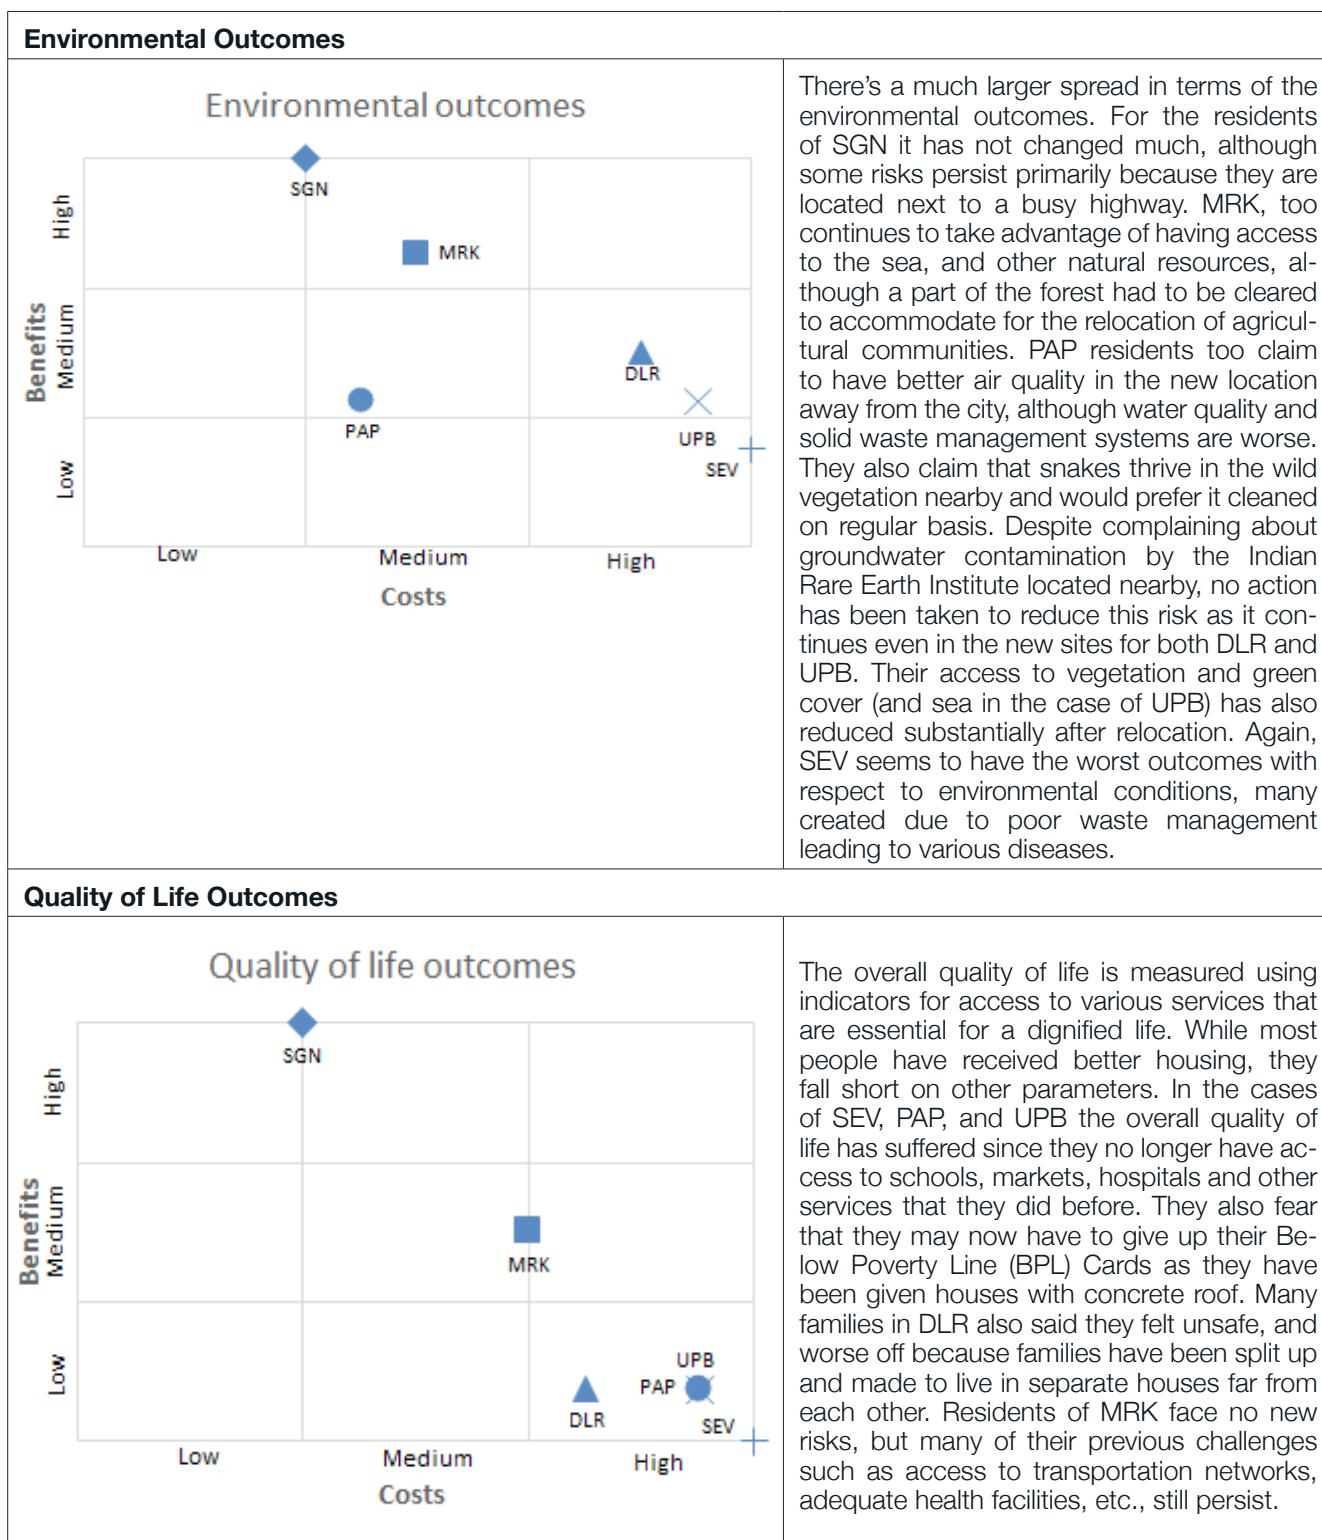 Environmental Outcomes
Environmental outcomes
High
Medium
Low
Benefits
SGN
MRK
DLR
PAP
UPB
SEV
Low
Medium
High
Costs
There's a much larger spread in terms of the
environmental outcomes. For the residents
of SGN it has not changed much, although
some risks persist primarily because they are
located next to a busy highway. MRK, too
continues to take advantage of having access
to the sea, and other natural resources, al-
though a part of the forest had to be cleared
to accommodate for the relocation of agricul-
tural communities. PAP residents too claim
to have better air quality in the new location
away from the city, although water quality and
solid waste management systems are worse.
They also claim that snakes thrive in the wild
vegetation nearby and would prefer it cleaned
on regular basis. Despite complaining about
groundwater contamination by the Indian
Rare Earth Institute located nearby, no action
has been taken to reduce this risk as it con-
tinues even in the new sites for both DLR and
UPB. Their access to vegetation and green
cover (and sea in the case of UPB) has also
reduced substantially after relocation. Again,
SEV seems to have the worst outcomes with
respect to environmental conditions, many
created due to poor waste management
leading to various diseases.
Quality of Life Outcomes
Quality of life outcomes
High
Medium
Low
Benefits
SGN
MRK
UPB
PAP
DLR
SEV
Low
Medium
High
Costs
The overall quality of life is measured using
indicators for access to various services that
are essential for a dignified life. While most
people have received better housing, they
fall short on other parameters. In the cases
of SEV, PAP, and UPB the overall quality of
life has suffered since they no longer have ac-
cess to schools, markets, hospitals and other
services that they did before. They also fear
that they may now have to give up their Be-
low Poverty Line (BPL) Cards as they have
been given houses with concrete roof. Many
families in DLR also said they felt unsafe, and
worse off because families have been split up
and made to live in separate houses far from
each other. Residents of MRK face no new
risks, but many of their previous challenges
such as access to transportation networks,
adequate health facilities, etc., still persist.